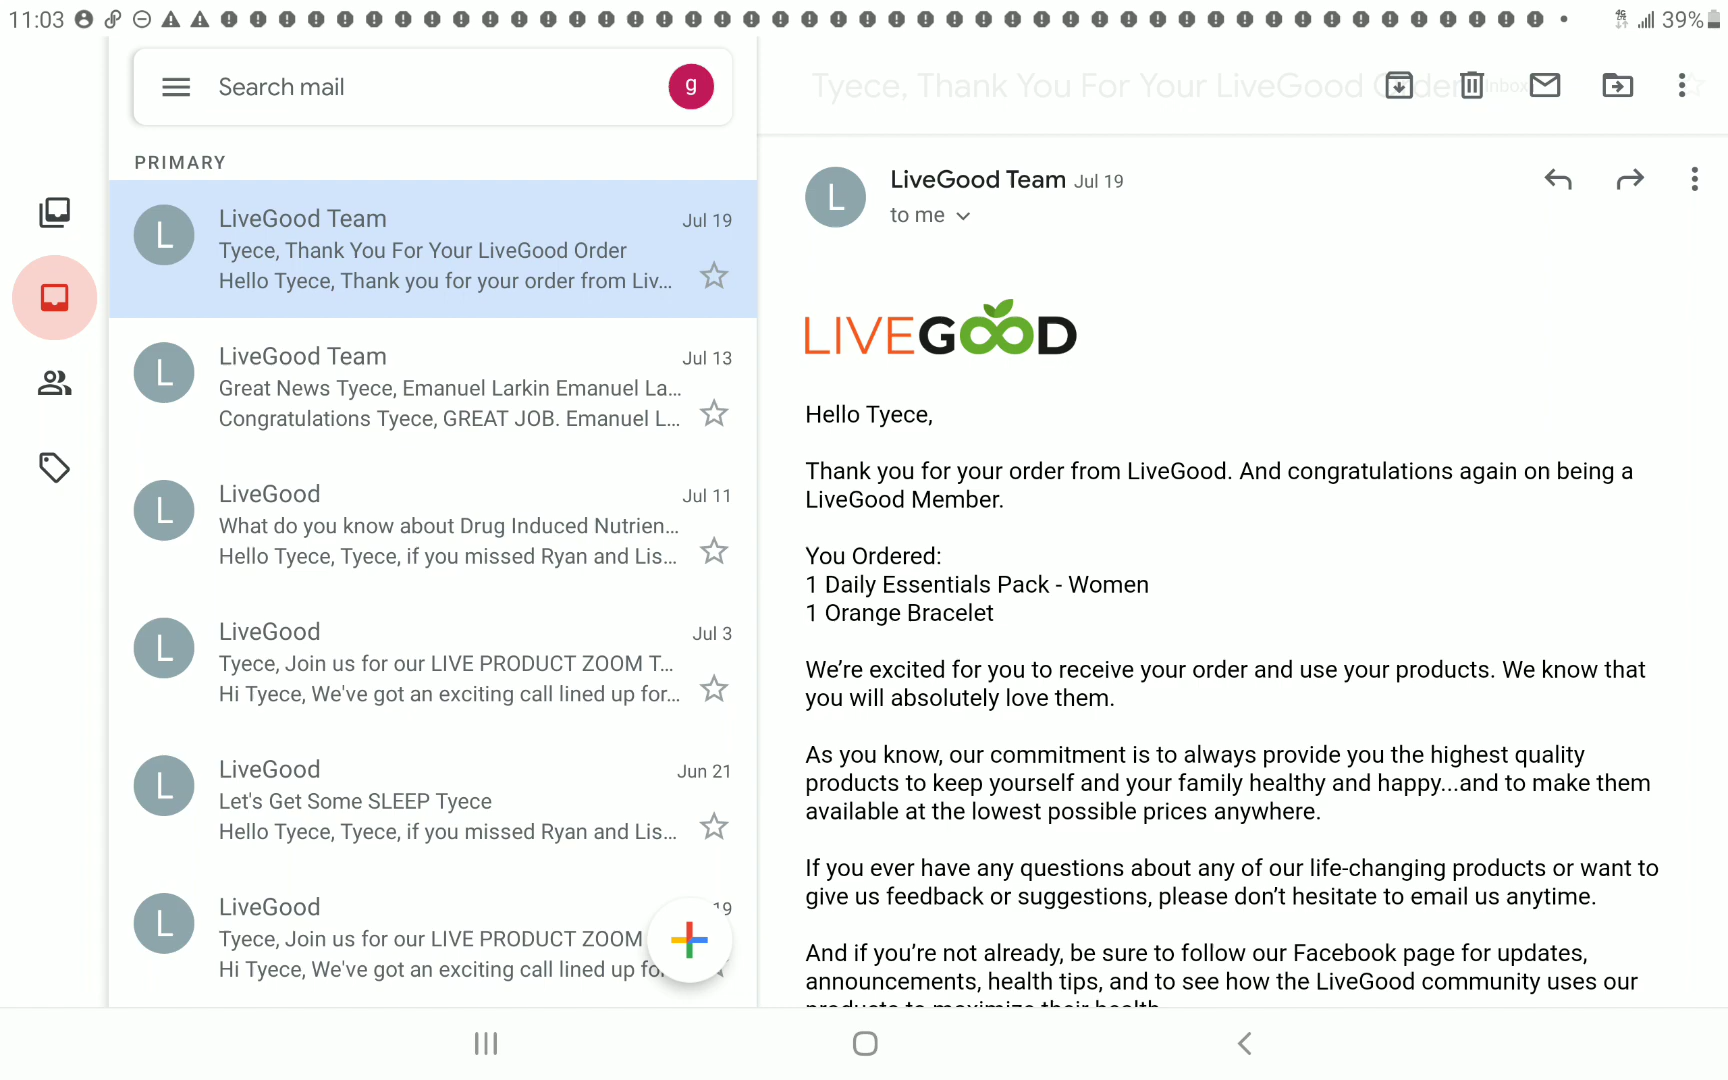 11:03
4G
39%
Search mail
g
PRIMARY
L
LiveGood Team
Jul 19
Tyece, Thank You For Your LiveGood Order
Hello Tyece, Thank you for your order from Liv...
L
LiveGood Team
Jul 13
Great News Tyece, Emanuel Larkin Emanuel La...
Congratulations Tyece, GREAT JOB. Emanuel L...
L
LiveGood
Jul 11
What do you know about Drug Induced Nutrien...
Hello Tyece, Tyece, if you missed Ryan and Lis...
L
LiveGood
Jul 3
Tyece, Join us for our LIVE PRODUCT ZOOM T...
Hi Tyece, We've got an exciting call lined up for...
L
LiveGood
Jun 21
Let's Get Some SLEEP Tyece
Hello Tyece, Tyece, if you missed Ryan and Lis...
L
LiveGood
19
Tyece, Join us for our LIVE PRODUCT ZOOM
Hi Tyece, We've got an exciting call lined up fo
Tyece, Thank You For Your LiveGood Order
Inbox
L
LiveGood Team Jul 19
to me
LIVEGOOD
Hello Tyece,
Thank you for your order from LiveGood. And congratulations again on being a
LiveGood Member.
You Ordered:
1 Daily Essentials Pack - Women
1 Orange Bracelet
We’re excited for you to receive your order and use your products. We know that
you will absolutely love them.
As you know, our commitment is to always provide you the highest quality
products to keep yourself and your family healthy and happy...and to make them
available at the lowest possible prices anywhere.
If you ever have any questions about any of our life-changing products or want to
give us feedback or suggestions, please don’t hesitate to email us anytime.
And if you’re not already, be sure to follow our Facebook page for updates,
announcements, health tips, and to see how the LiveGood community uses our
products to maximize their health